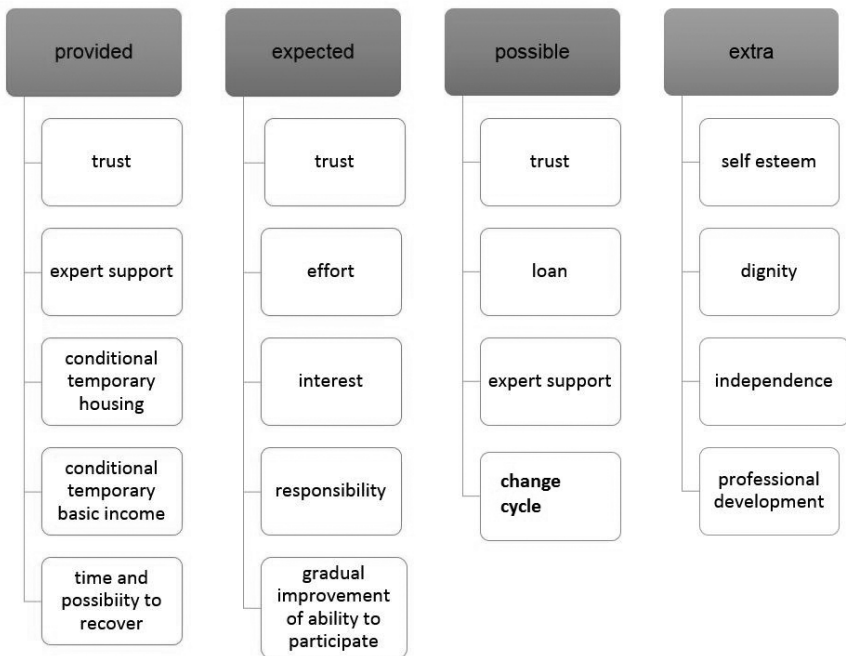 provided
trust
expert support
conditional
temporary
housing
conditional
temporary
basic income
time and
possibiity to
recover
expected
trust
effort
interest
responsibility
gradual
improvement
of ability to
participate
possible
trust
loan
expert support
change
cycle
extra
self esteem
dignity
independence
professional
development